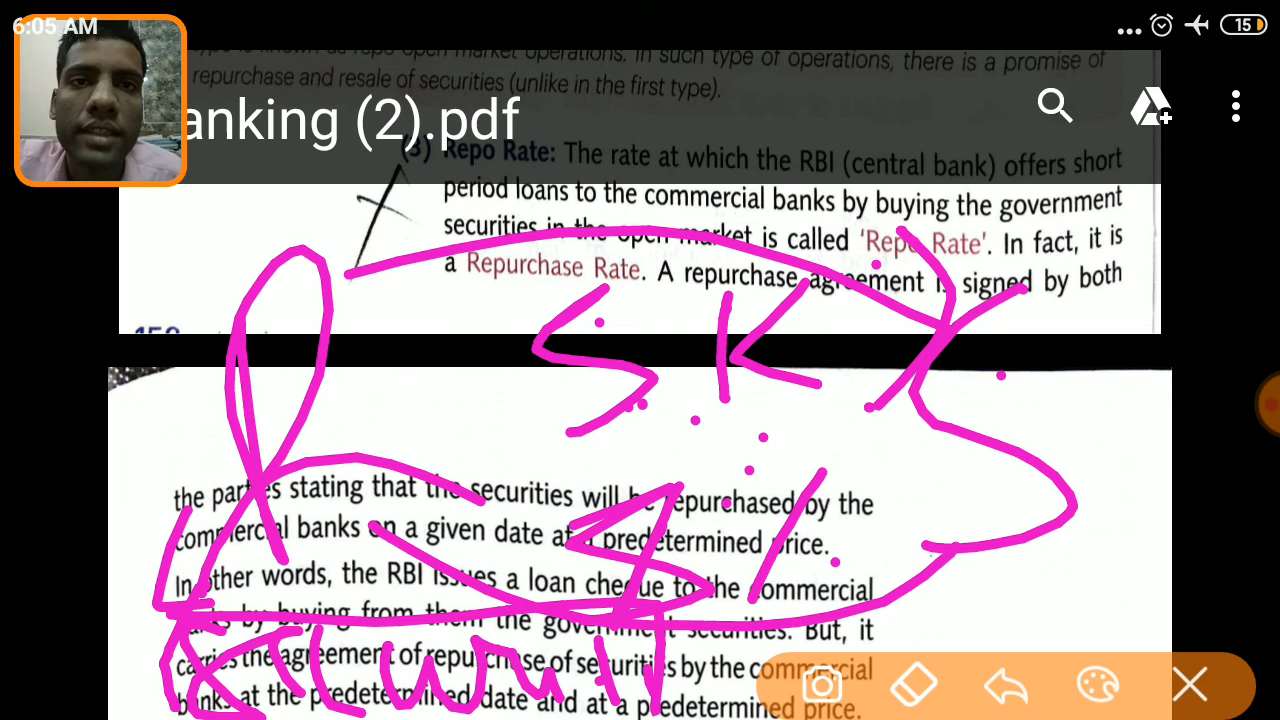 6:05 AM
15
type is known as repo open market operations. In such type of operations, there is a promise of
repurchase and resale of securities (unlike in the first type).
anking (2).pdf
(3) Repo Rate: The rate at which the RBI (central bank) offers short
period loans to the commercial banks by buying the government
securities in the open market is called 'Repo Rate'. In fact, it is
a Repurchase Rate. A repurchase agreement is signed by both
5 K
the parties stating that the securities will be repurchased by the
commercial banks on a given date at a predetermined price.
In other words, the RBI issues a loan cheque to the commercial
banks by buying from them the government securities. But, it
carries the agreement of repurchase of securities by the commercial
banks at the predetermined date and at a predetermined price.